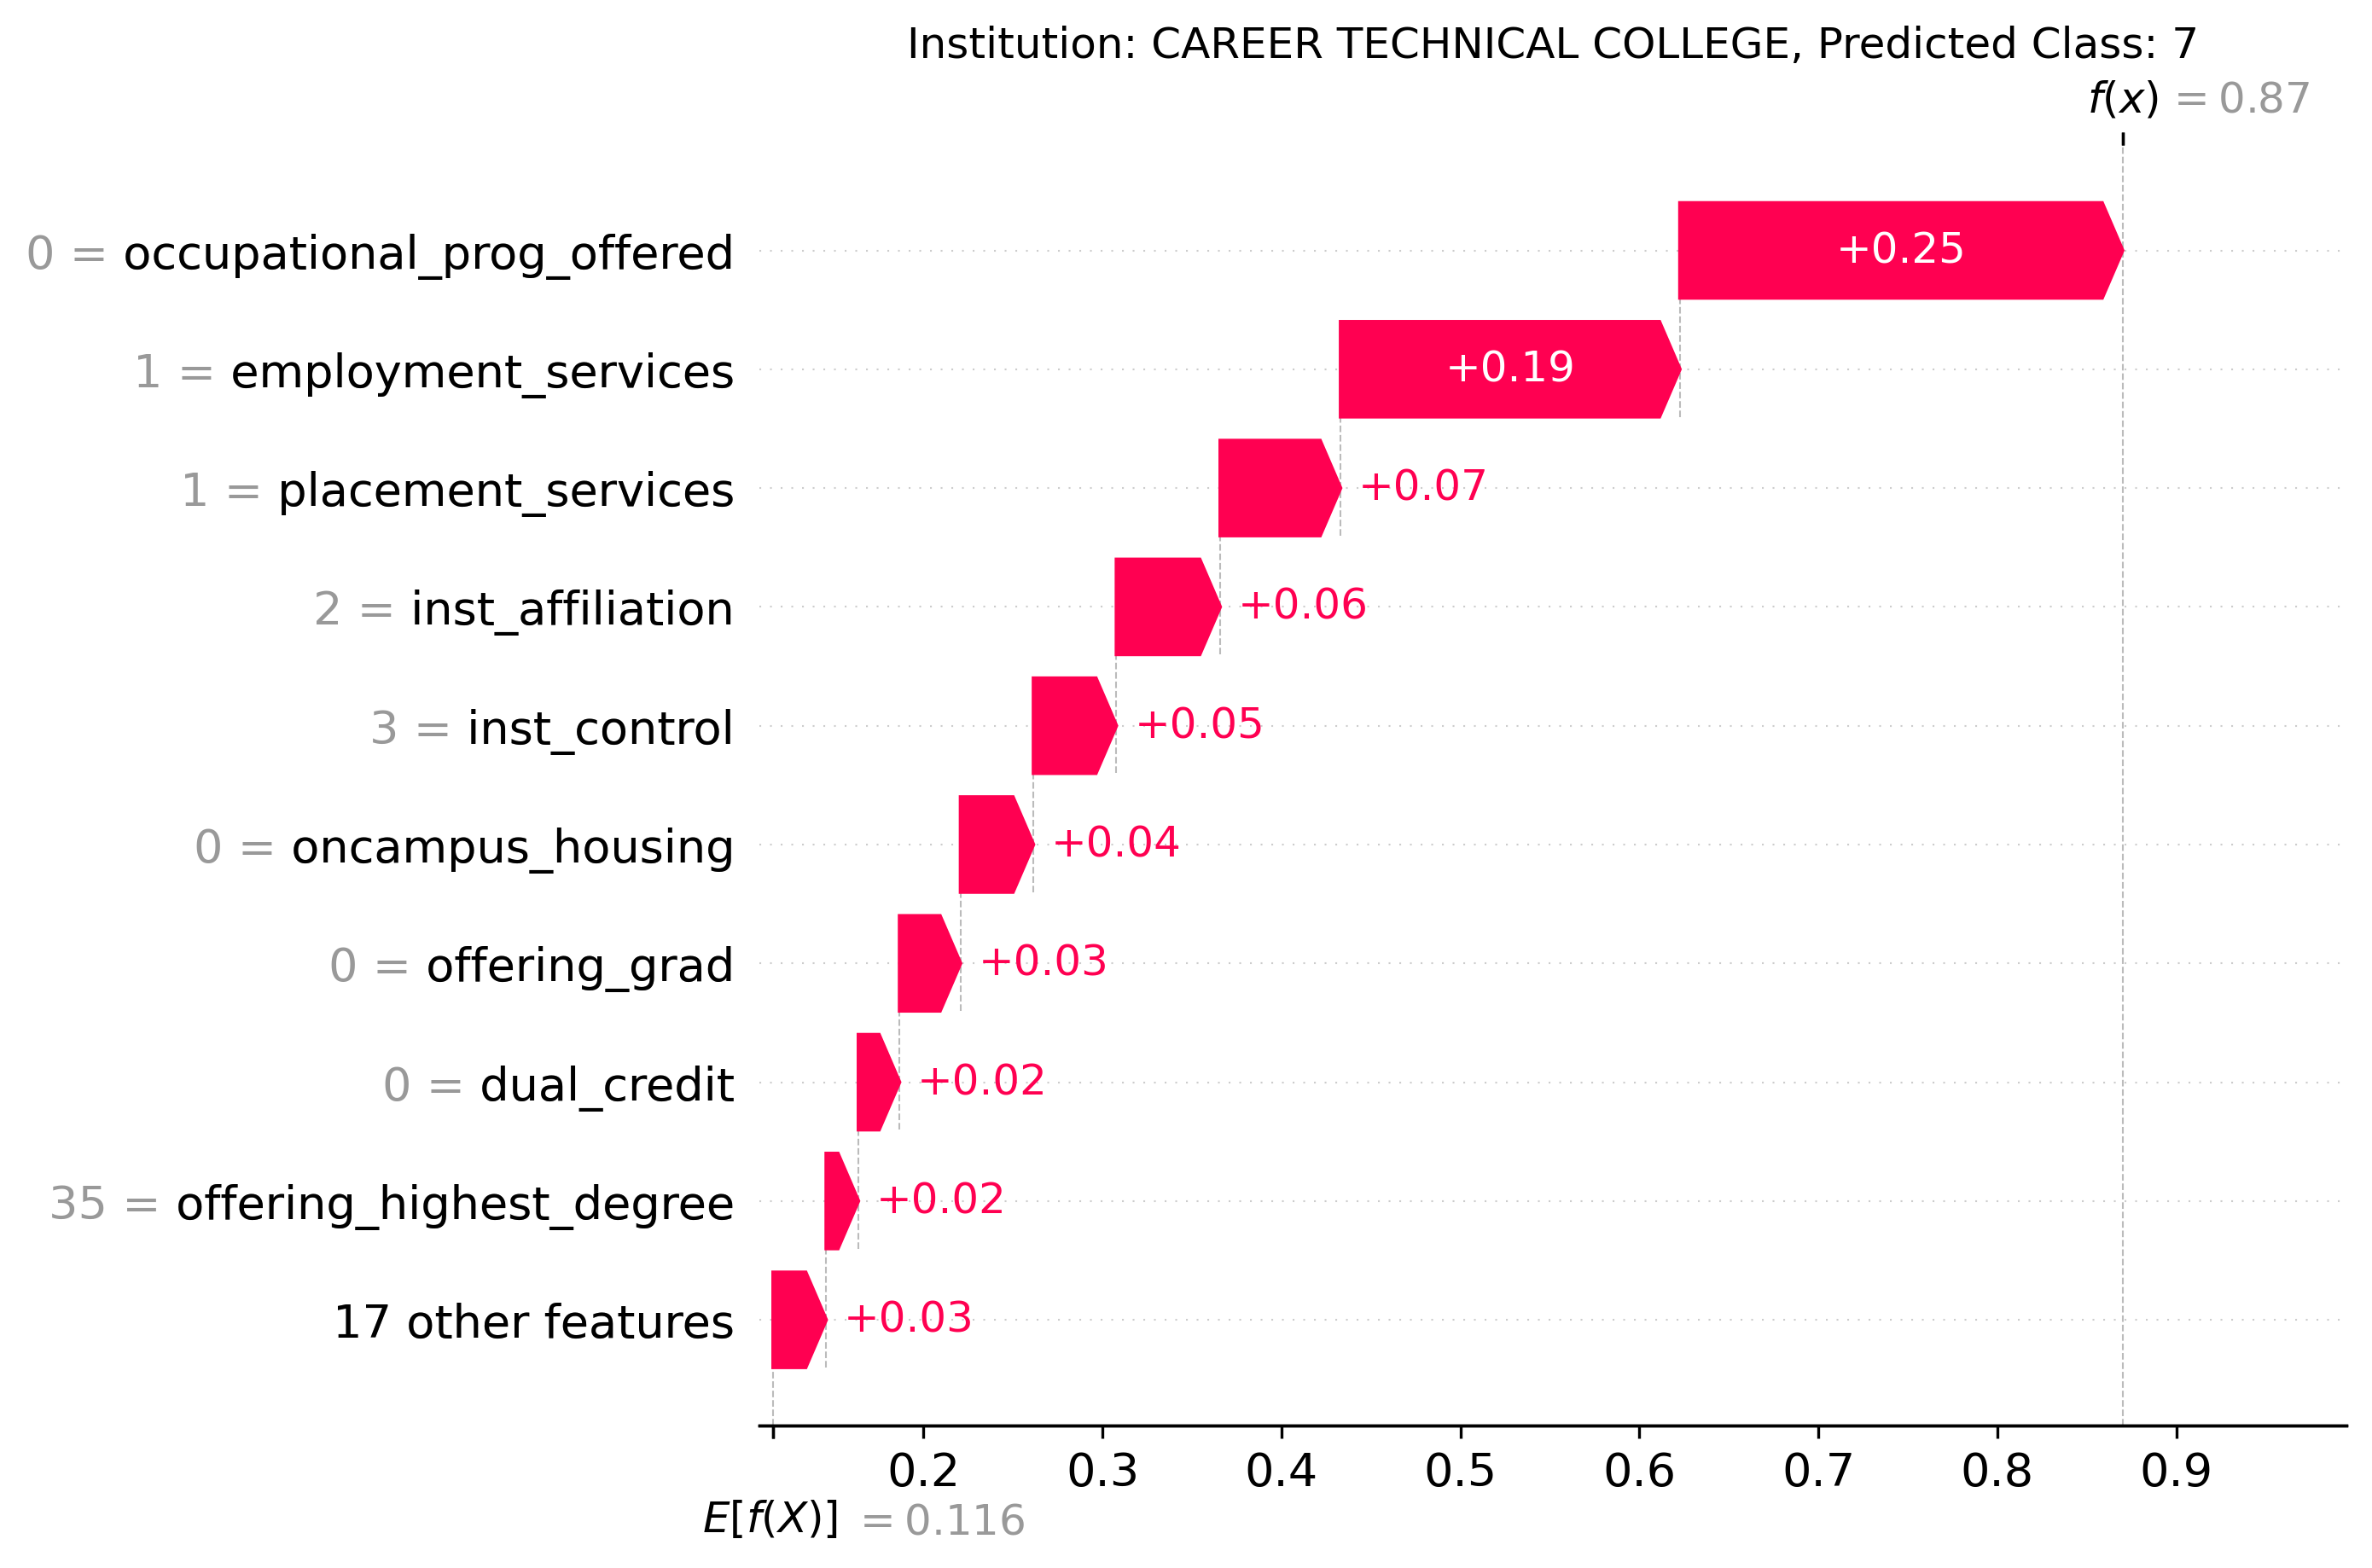 Institution: CAREER TECHNICAL COLLEGE, Predicted Class: 7
f(x) = 0.87
0 = occupational_prog_offered +0.25
1 = employment_services +0.19
1 = placement_services +0.07
2 = inst_affiliation +0.06
3 = inst_control +0.05
0 = oncampus_housing +0.04
0 = offering_grad +0.03
0 = dual_credit +0.02
35 = offering_highest_degree +0.02
17 other features +0.03
0.2 0.3 0.4 0.5 0.6 0.7 0.8 0.9
E[f(X)] = 0.116